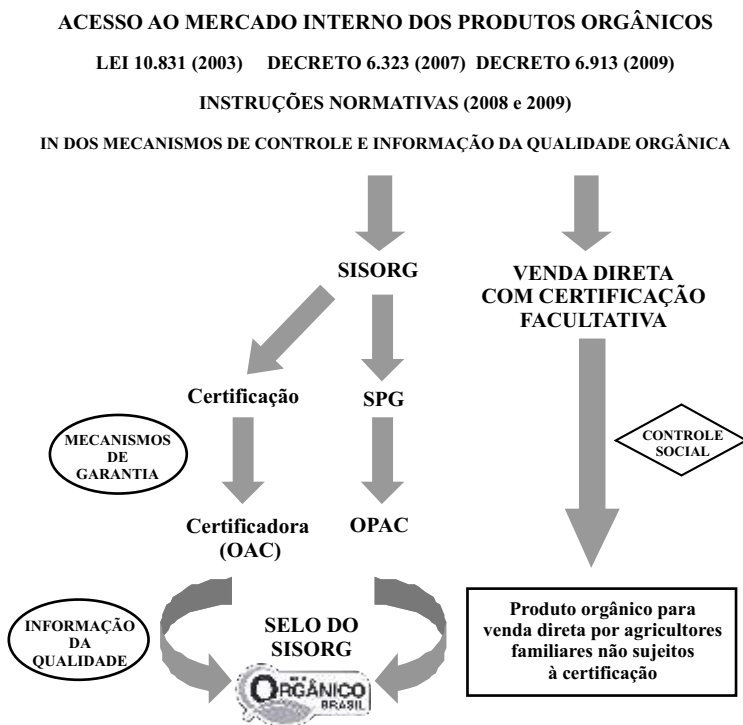 ACESSO AO MERCADO INTERNO DOS PRODUTOS ORGÂNICOS
LEI 10.831 (2003) DECRETO 6.323 (2007) DECRETO 6.913 (2009)
INSTRUÇÕES NORMATIVAS (2008 e 2009)
IN DOS MECANISMOS DE CONTROLE E INFORMAÇÃO DA QUALIDADE ORGÂNICA
SISORG
VENDA DIRETA
COM CERTIFICAÇÃO
FACULTATIVA
Certificação
SPG
MECANISMOS
DE
GARANTIA
CONTROLE
SOCIAL
Certificadora
(OAC)
OPAC
INFORMAÇÃO
DA
QUALIDADE
SELO DO
SISORG
ORGÂNICO
BRASIL
Produto orgânico para
venda direta por agricultores
familiares não sujeitos
à certificação